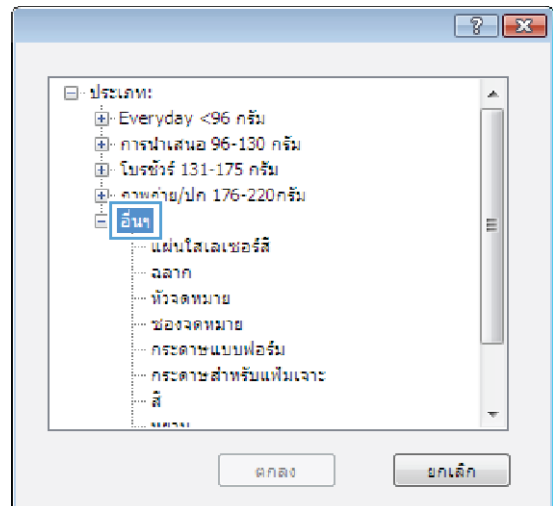 ประเภท:
Everyday <96 กรัม
การนำเสนอ 96-130 กรัม
โบรชัวร์ 131-175 กรัม
ภาพถ่าย/ปก 176-220กรัม
อื่นๆ
แผ่นใสเลเซอร์สี
ฉลาก
หัวจดหมาย
ซองจดหมาย
กระดาษแบบฟอร์ม
กระดาษสำหรับแฟ้มเจาะ
สี
หยาบ
ตกลง ยกเลิก